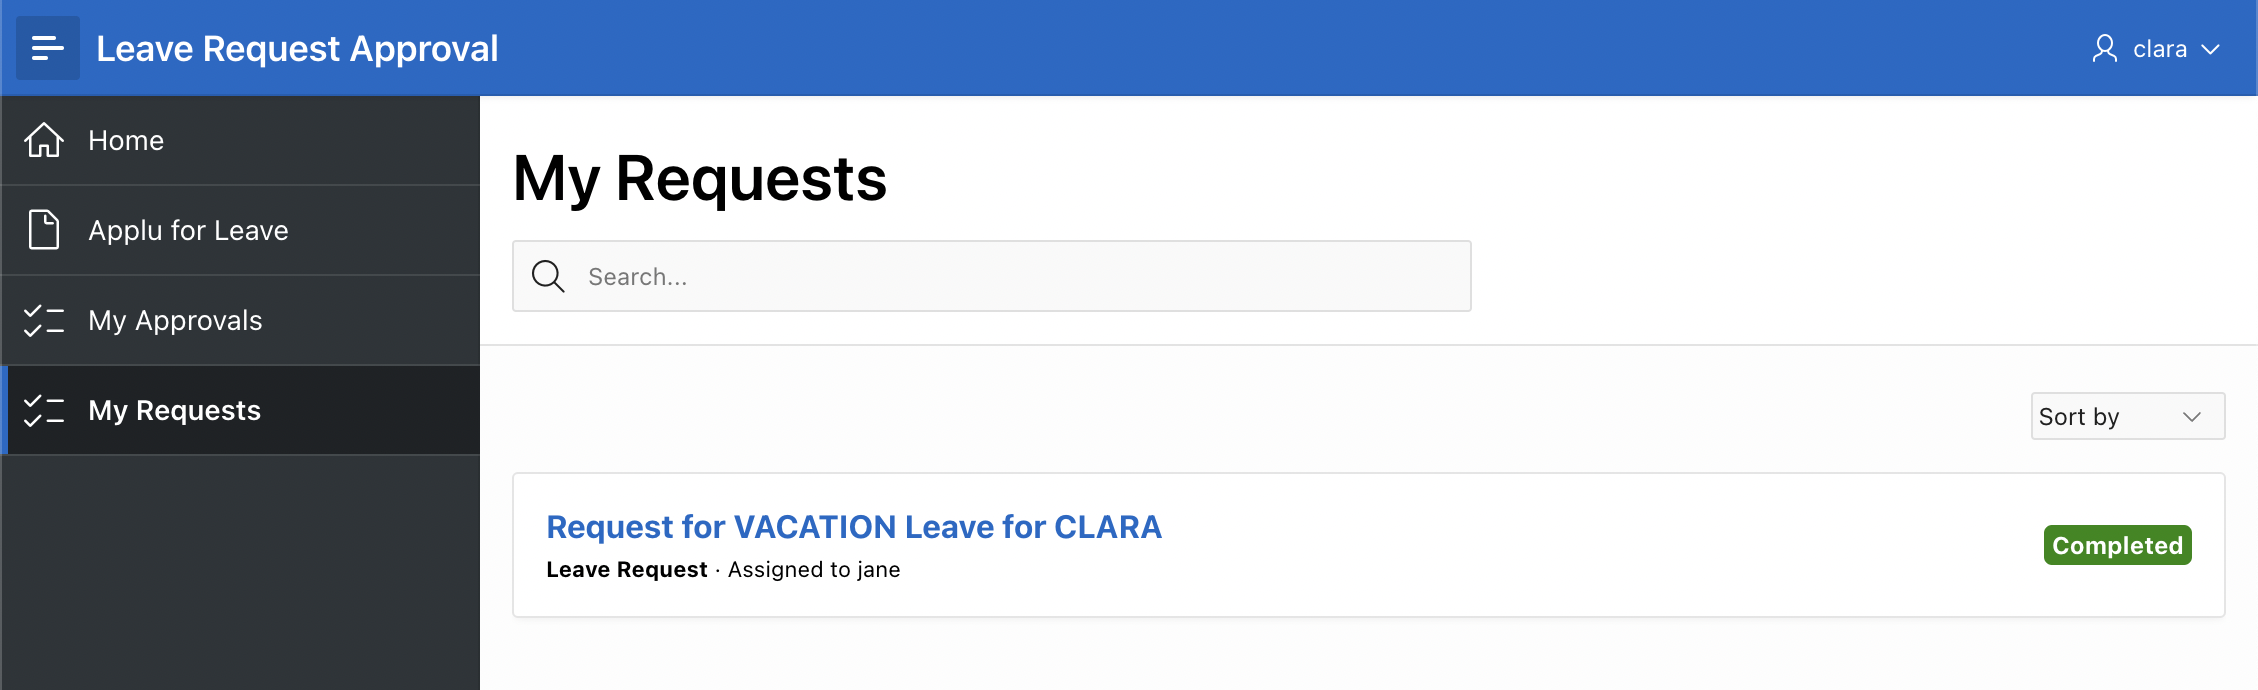 Leave Request Approval
clara
Home
Applu for Leave
My Approvals
My Requests
My Requests
Search...
Sort by
Request for VACATION Leave for CLARA
Leave Request · Assigned to jane
Completed